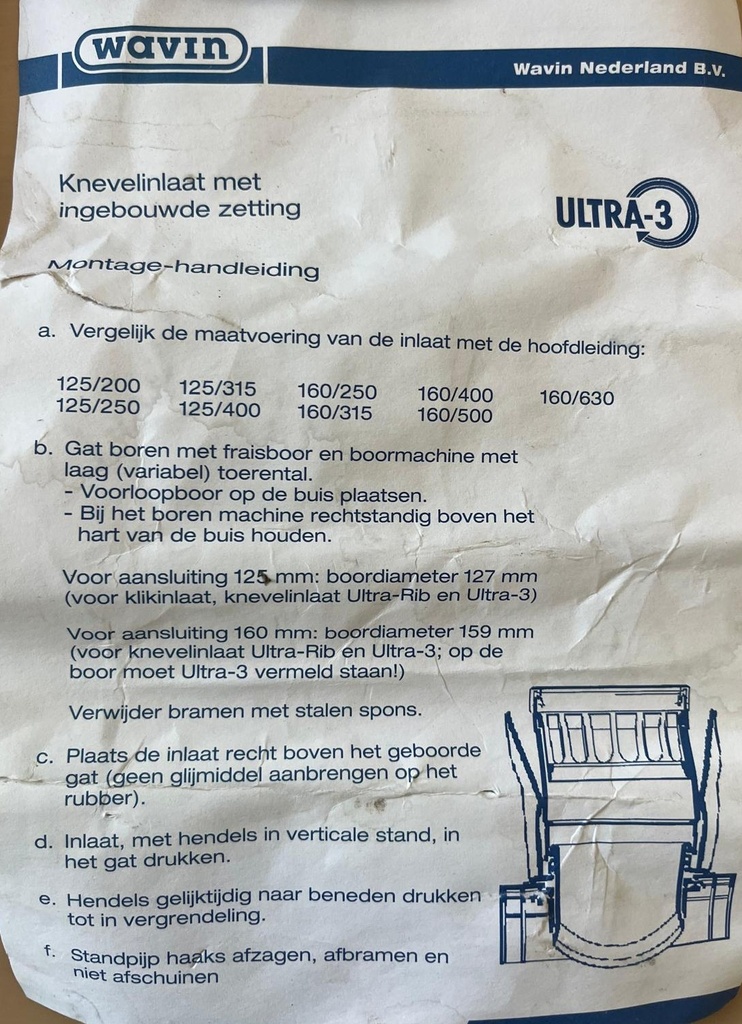 wavin
Wavin Nederland B.V.
Knevelinlaat met
ingebouwde zetting
ULTRA-3
Montage-handleiding
a. Vergelijk de maatvoering van de inlaat met de hoofdleiding:
125/200 125/315 160/250 160/400 160/630
125/250 125/400 160/315 160/500
b. Gat boren met fraisboor en boormachine met
laag (variabel) toerental.
- Voorloopboor op de buis plaatsen.
- Bij het boren machine rechtstandig boven het
hart van de buis houden.
Voor aansluiting 125 mm: boordiameter 127 mm
(voor klikinlaat, knevelinlaat Ultra-Rib en Ultra-3)
Voor aansluiting 160 mm: boordiameter 159 mm
(voor knevelinlaat Ultra-Rib en Ultra-3; op de
boor moet Ultra-3 vermeld staan!)
Verwijder bramen met stalen spons.
c. Plaats de inlaat recht boven het geboorde
gat (geen glijmiddel aanbrengen op het
rubber).
d. Inlaat, met hendels in verticale stand, in
het gat drukken.
e. Hendels gelijktijdig naar beneden drukken
tot in vergrendeling.
f. Standpijp haaks afzagen, afbramen en
niet afschuinen